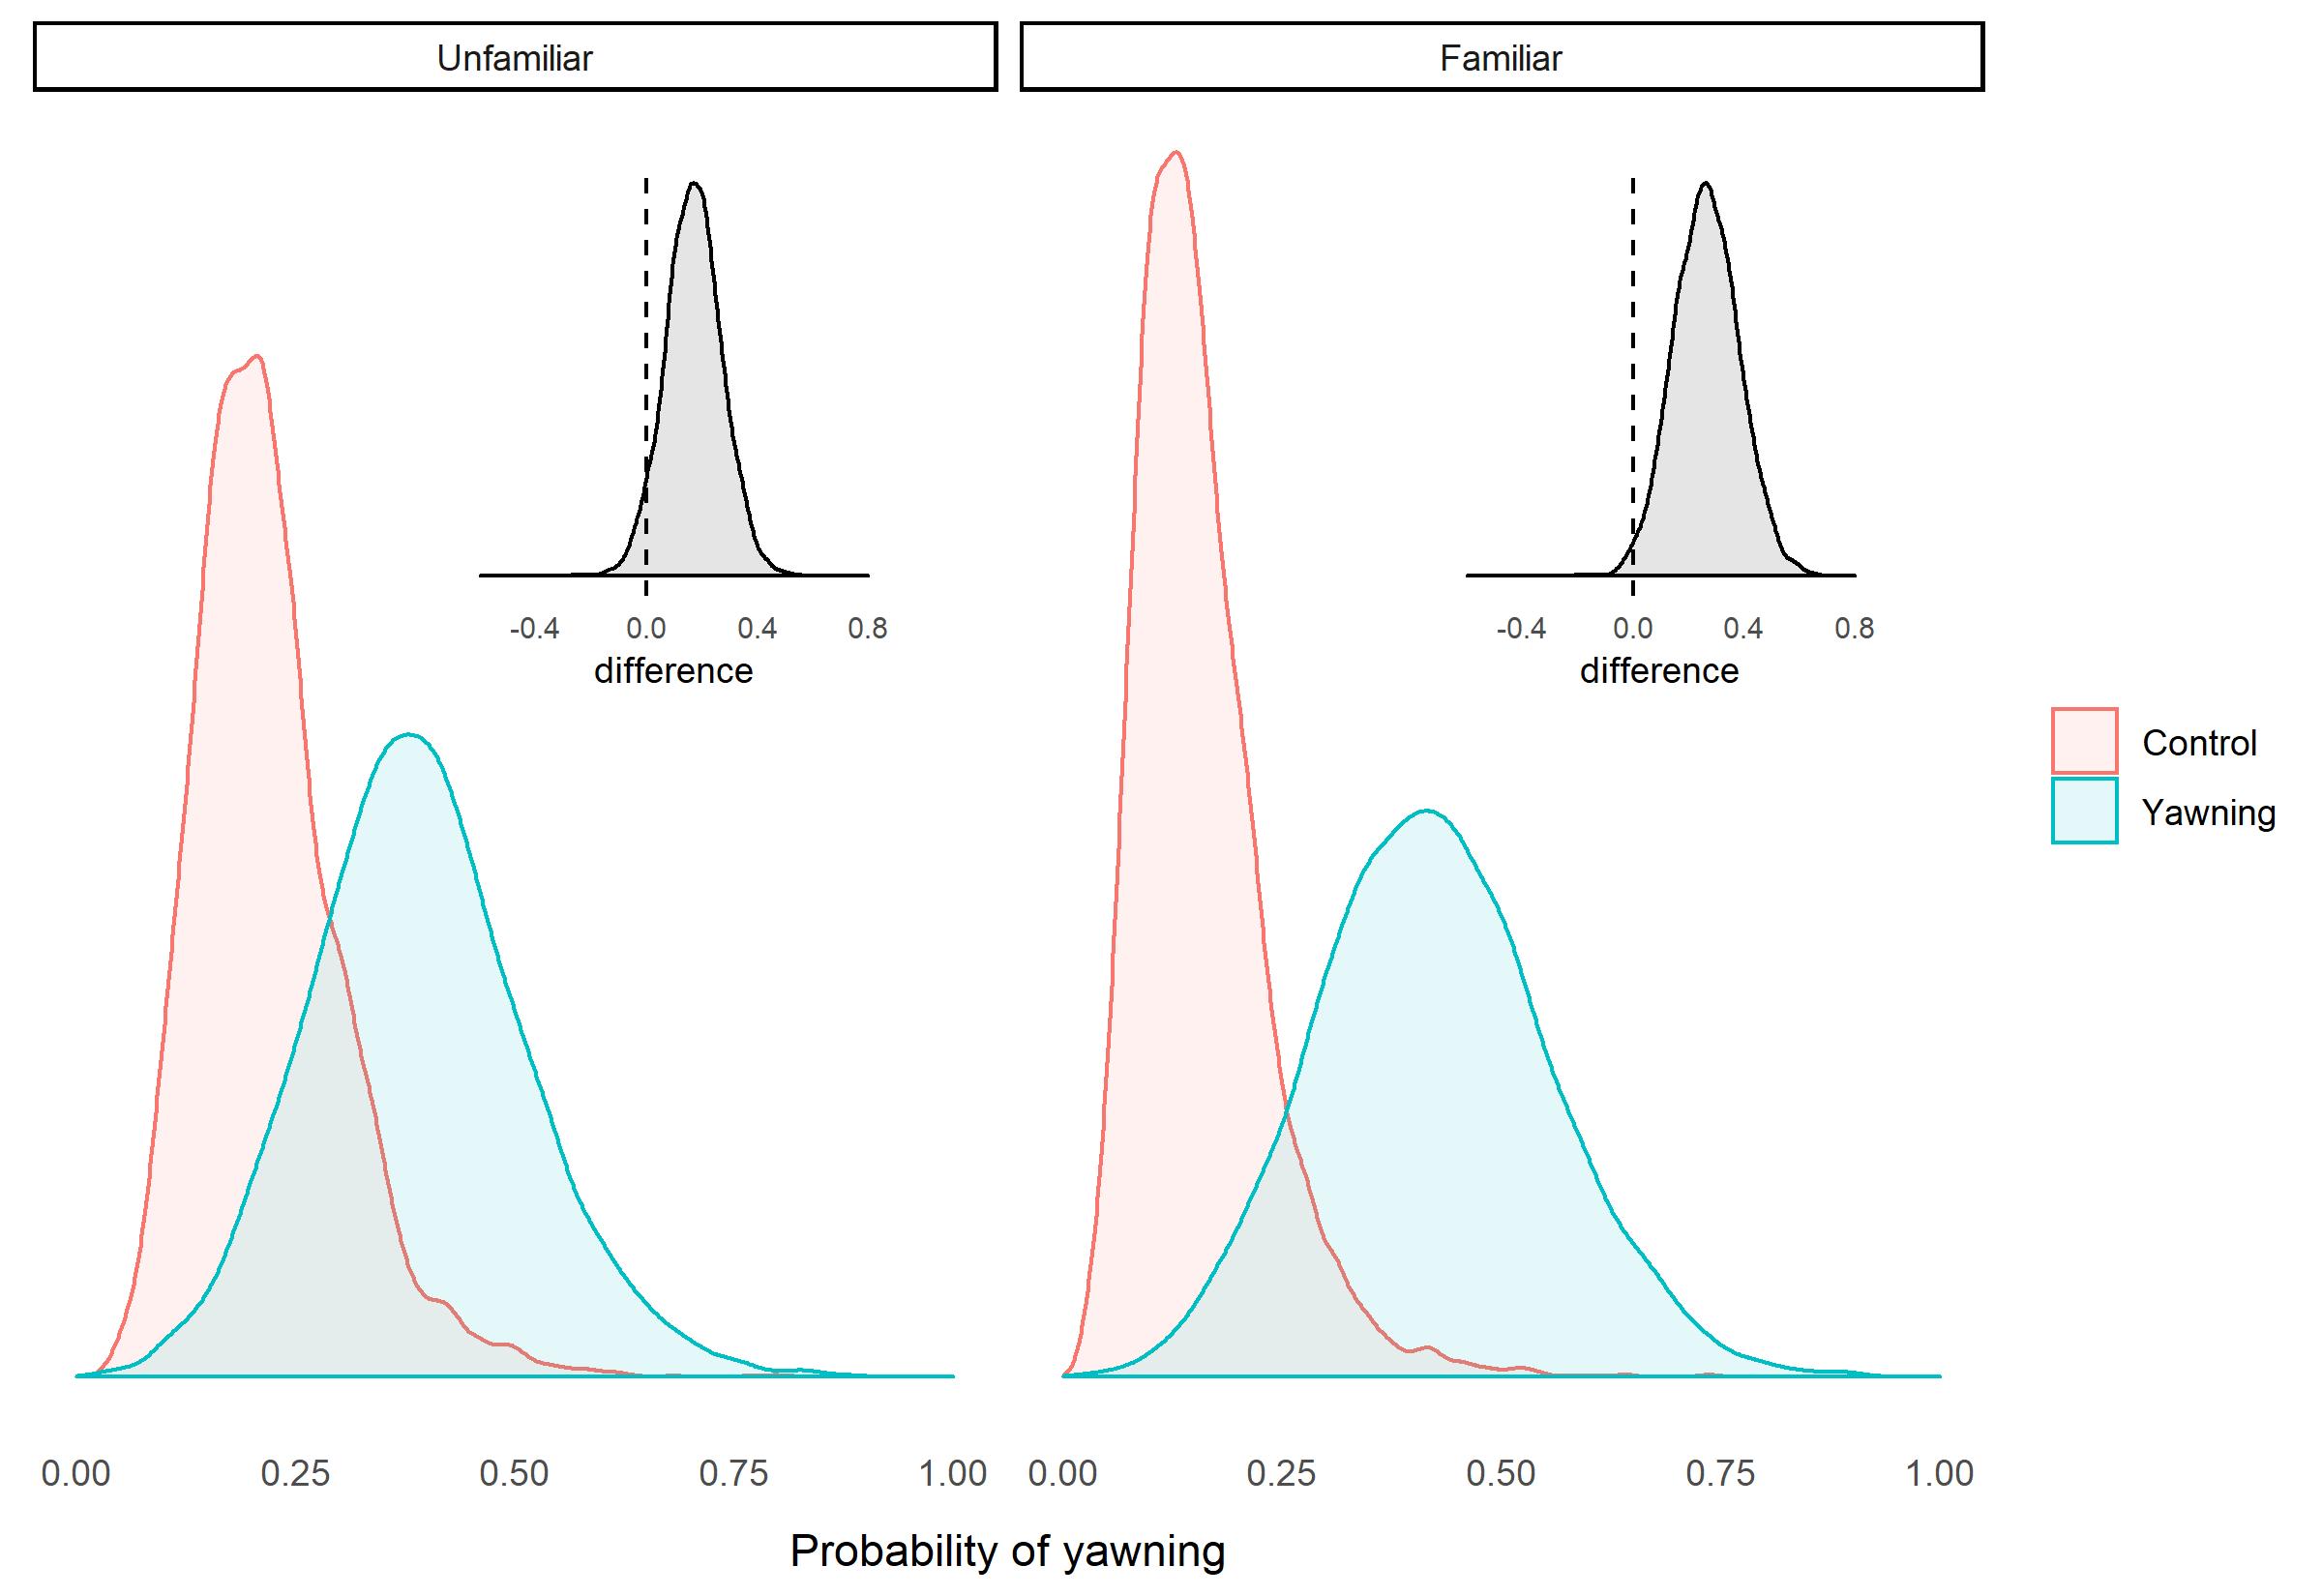 Unfamiliar Familiar
-0.4 0.0 0.4 0.8 -0.4 0.0 0.4 0.8
difference difference
Control
Yawning
0.00 0.25 0.50 0.75 1.00 0.00 0.25 0.50 0.75 1.00
Probability of yawning